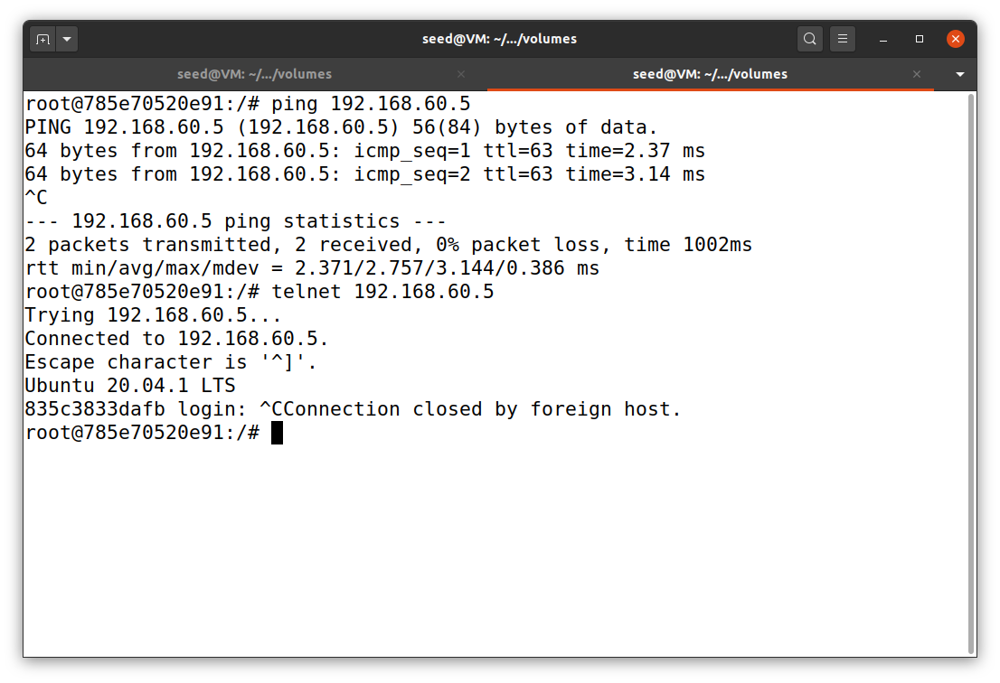 seed@VM: ~/.../volumes
seed@VM: ~/.../volumes
seed@VM: ~/.../volumes
root@785e70520e91:/# ping 192.168.60.5
PING 192.168.60.5 (192.168.60.5) 56(84) bytes of data.
64 bytes from 192.168.60.5: icmp_seq=1 ttl=63 time=2.37 ms
64 bytes from 192.168.60.5: icmp_seq=2 ttl=63 time=3.14 ms
^C
--- 192.168.60.5 ping statistics ---
2 packets transmitted, 2 received, 0% packet loss, time 1002ms
rtt min/avg/max/mdev = 2.371/2.757/3.144/0.386 ms
root@785e70520e91:/# telnet 192.168.60.5
Trying 192.168.60.5...
Connected to 192.168.60.5.
Escape character is '^]'.
Ubuntu 20.04.1 LTS
835c3833dafb login: ^CConnection closed by foreign host.
root@785e70520e91:/#